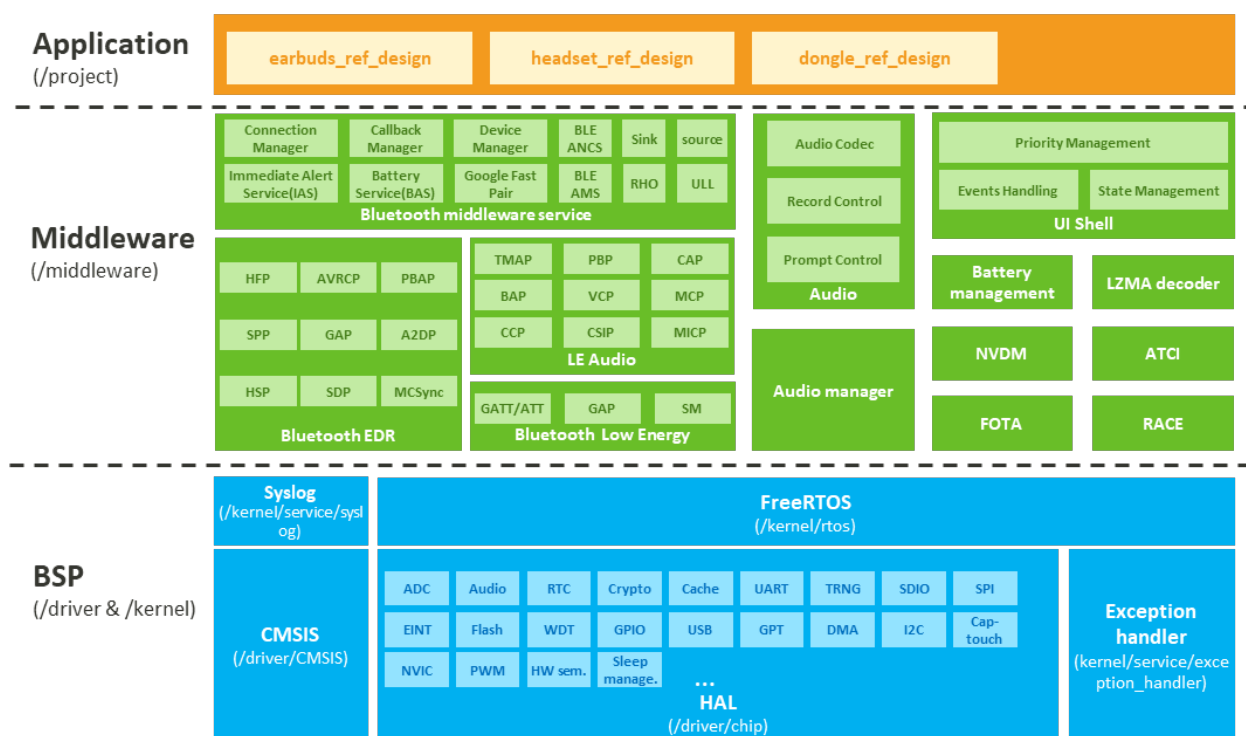 Application
(/project)
earbuds_ref_design
headset_ref_design
dongle_ref_design
Middleware
(/middleware)
Connection
Manager
Callback
Manager
Device
Manager
BLE
ANCS
Sink
source
Immediate Alert
Service(IAS)
Battery
Service(BAS)
Google Fast
Pair
BLE
AMS
RHO
ULL
Bluetooth middleware service
HFP
AVRCP
PBAP
SPP
GAP
A2DP
HSP
SDP
MCSync
Bluetooth EDR
TMAP
PBP
CAP
BAP
VCP
MCP
CCP
CSIP
MICP
LE Audio
GATT/ATT
GAP
SM
Bluetooth Low Energy
Audio Codec
Record Control
Prompt Control
Audio
Audio manager
Priority Management
Events Handling
State Management
UI Shell
Battery
management
LZMA decoder
NVDM
ATCI
FOTA
RACE
BSP
(/driver & /kernel)
Syslog
(/kernel/service/sysl
og)
FreeRTOS
(/kernel/rtos)
CMSIS
(/driver/CMSIS)
ADC
Audio
RTC
Crypto
Cache
UART
TRNG
SDIO
SPI
EINT
Flash
WDT
GPIO
USB
GPT
DMA
I2C
Cap-
touch
NVIC
PWM
HW sem.
Sleep
manage.
...
HAL
(/driver/chip)
Exception
handler
(kernel/service/exce
ption_handler)